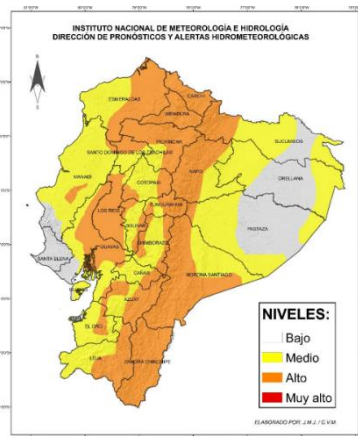 INSTITUTO NACIONAL DE METEOROLOGÍA E HIDROLOGÍA
DIRECCIÓN DE PRONÓSTICOS Y ALERTAS HIDROMETEOROLÓGICAS
ESMERALDAS
CARCHI
IMBABURA
PICHINCHA
SUCUMBIOS
SANTO DOMINGO DE LOS TSACHILAS
MANABI
NAPO
ORELLANA
COTOPAXI
TUNGURAHUA
LOS RIOS
BOLIVAR
PASTAZA
CHIMBORAZO
GUAYAS
SANTA ELENA
MORONA SANTIAGO
CAÑAR
AZUAY
EL ORO
LOJA
ZAMORA CHINCHIPE
NIVELES:
Bajo
Medio
Alto
Muy alto
ELABORADO POR: J.M.J. / C.V.M.